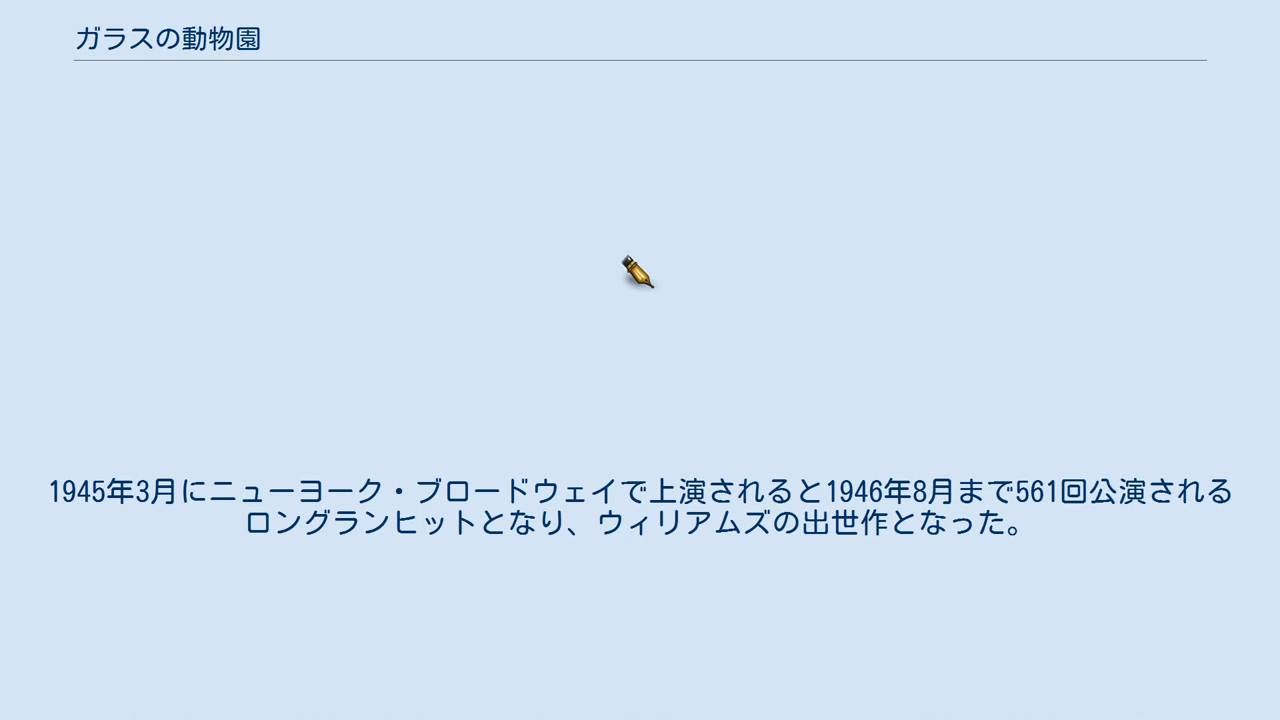 ガラスの動物園
1945年3月にニューヨーク・ブロードウェイで上演されると1946年8月まで561回公演される
ロングランヒットとなり、ウィリアムズの出世作となった。